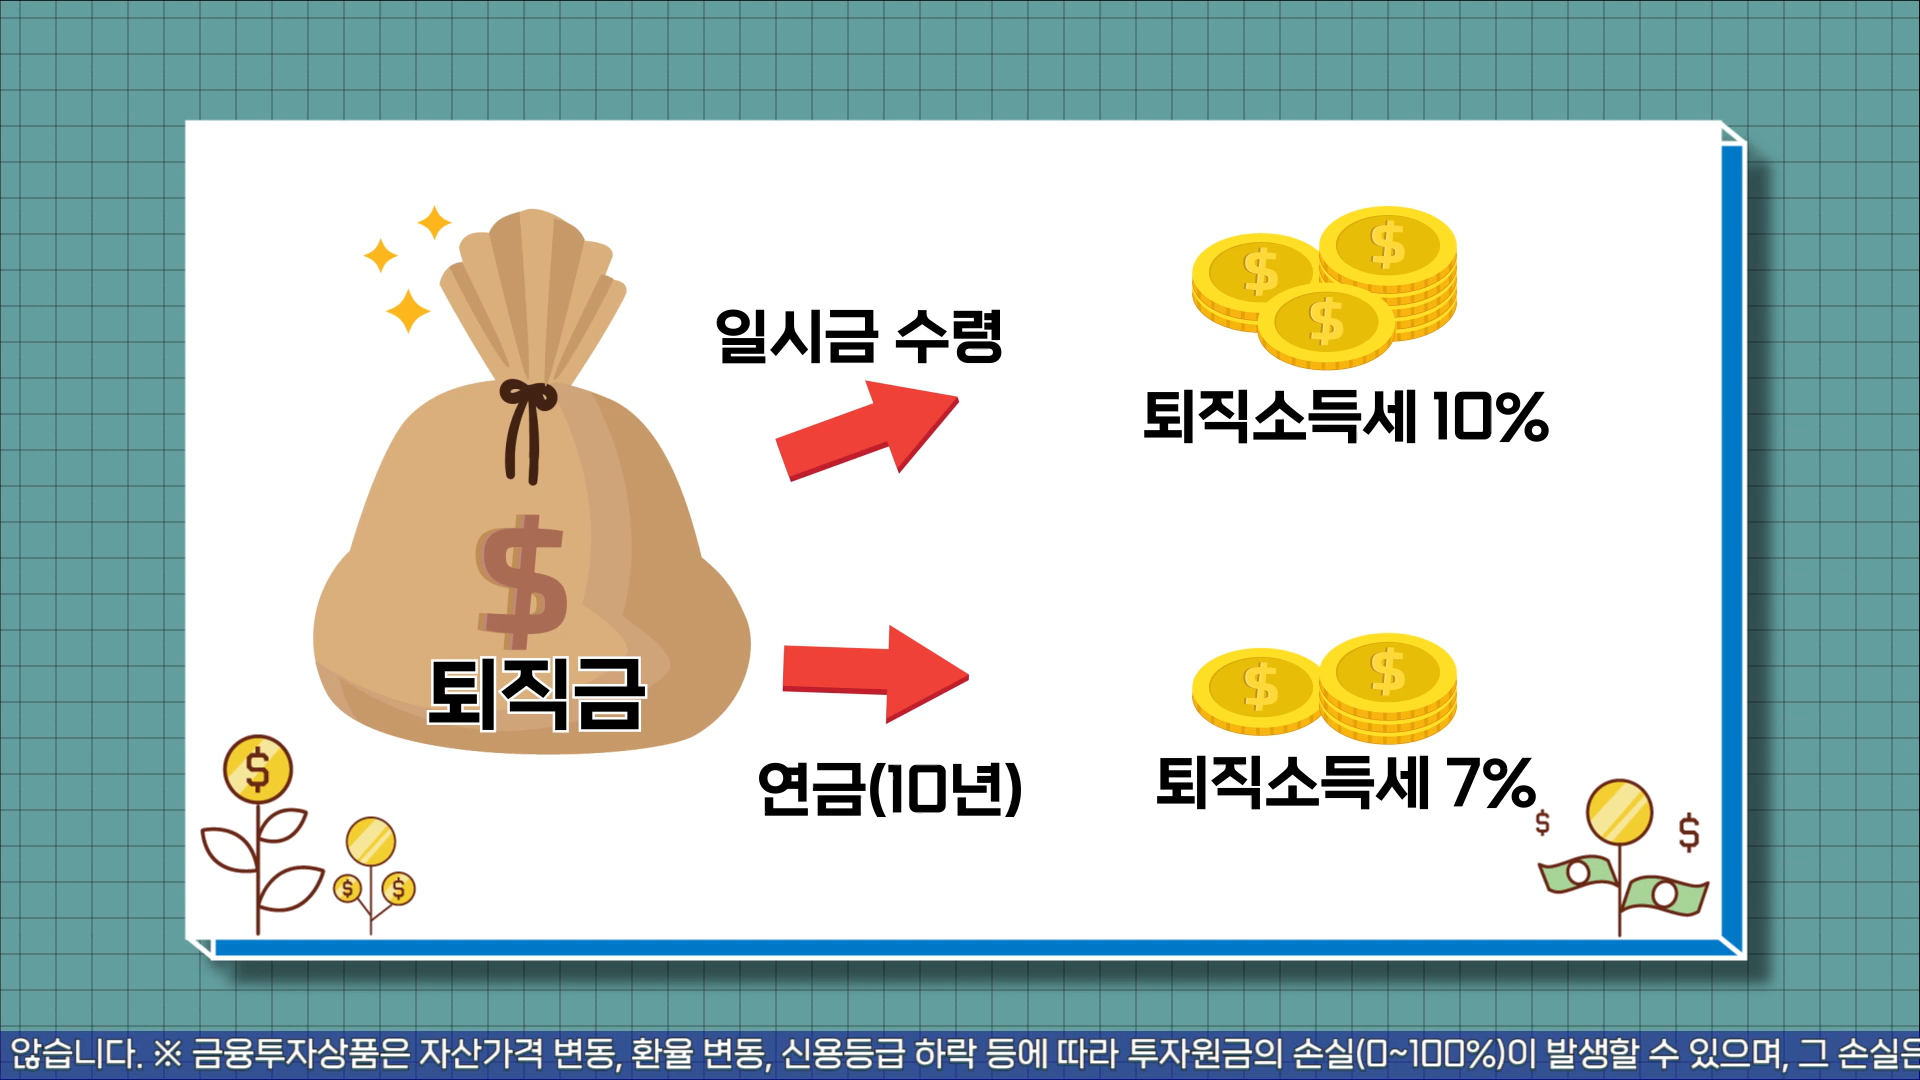 일시금 수령
퇴직소득세 10%
퇴직금
연금(10년)
퇴직소득세 7%
않습니다. ※ 금융투자상품은 자산가격 변동, 환율 변동, 신용등급 하락 등에 따라 투자원금의 손실(0~100%)이 발생할 수 있으며, 그 손실은